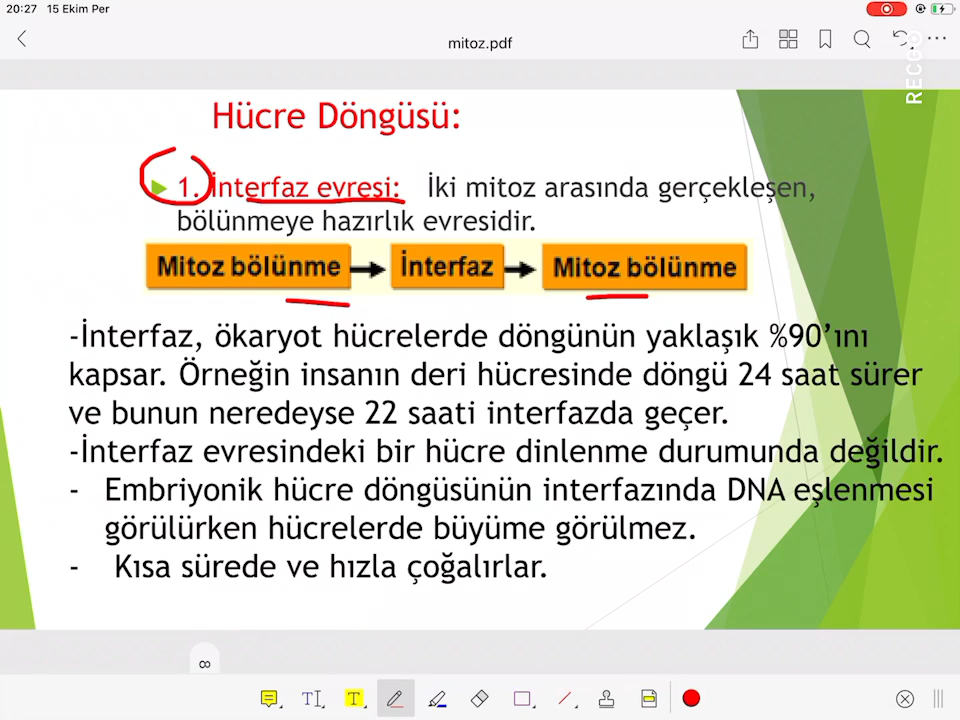 20:27 15 Ekim Per
mitoz.pdf
RECGO
Hücre Döngüsü:
1. İnterfaz evresi: İki mitoz arasında gerçekleşen,
bölünmeye hazırlık evresidir.
Mitoz bölünme İnterfaz Mitoz bölünme
-İnterfaz, ökaryot hücrelerde döngünün yaklaşık %90’ını
kapsar. Örneğin insanın deri hücresinde döngü 24 saat sürer
ve bunun neredeyse 22 saati interfazda geçer.
-İnterfaz evresindeki bir hücre dinlenme durumunda değildir.
- Embriyonik hücre döngüsünün interfazında DNA eşlenmesi
görülürken hücrelerde büyüme görülmez.
- Kısa sürede ve hızla çoğalırlar.
8
T T